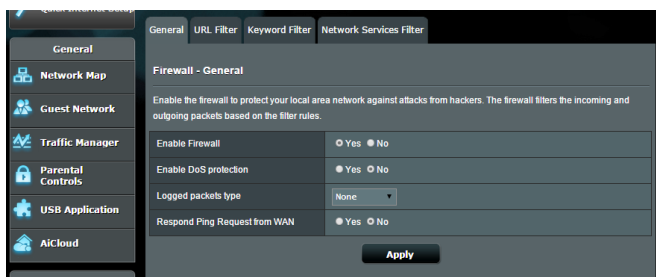 Quick Internet Setup
General
Network Map
Guest Network
Traffic Manager
Parental
Controls
USB Application
AiCloud
General URL Filter Keyword Filter Network Services Filter
Firewall - General
Enable the firewall to protect your local area network against attacks from hackers. The firewall filters the incoming and
outgoing packets based on the filter rules.
Enable Firewall Yes No
Enable DoS protection Yes No
Logged packets type None
Respond Ping Request from WAN Yes No
Apply